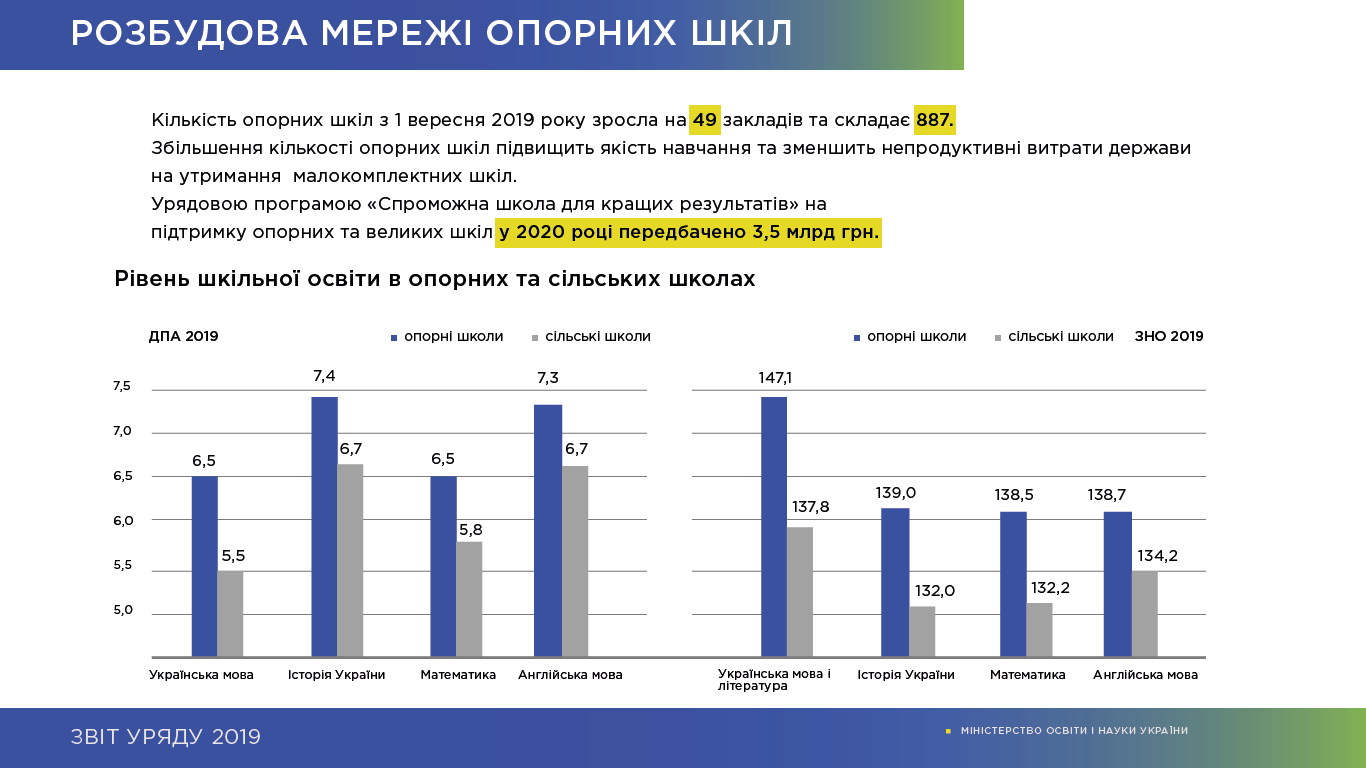 РОЗБУДОВА МЕРЕЖІ ОПОРНИХ ШКІЛ
Кількість опорних шкіл з 1 вересня 2019 року зросла на 49 закладів та складає 887.
Збільшення кількості опорних шкіл підвищить якість навчання та зменшить непродуктивні витрати держави
на утримання малокомплектних шкіл.
Урядовою програмою «Спроможна школа для кращих результатів» на
підтримку опорних та великих шкіл у 2020 році передбачено 3,5 млрд грн.
Рівень шкільної освіти в опорних та сільських школах
ДПА 2019
опорні школи
сільські школи
7,5
7,0
6,5
6,0
5,5
5,0
6,5
5,5
7,4
6,7
6,5
5,8
7,3
6,7
Українська мова
Історія України
Математика
Англійська мова
опорні школи
сільські школи
ЗНО 2019
147,1
137,8
139,0
132,0
138,5
132,2
138,7
134,2
Українська мова і
література
Історія України
Математика
Англійська мова
ЗВІТ УРЯДУ 2019
МІНІСТЕРСТВО ОСВІТИ І НАУКИ УКРАЇНИ